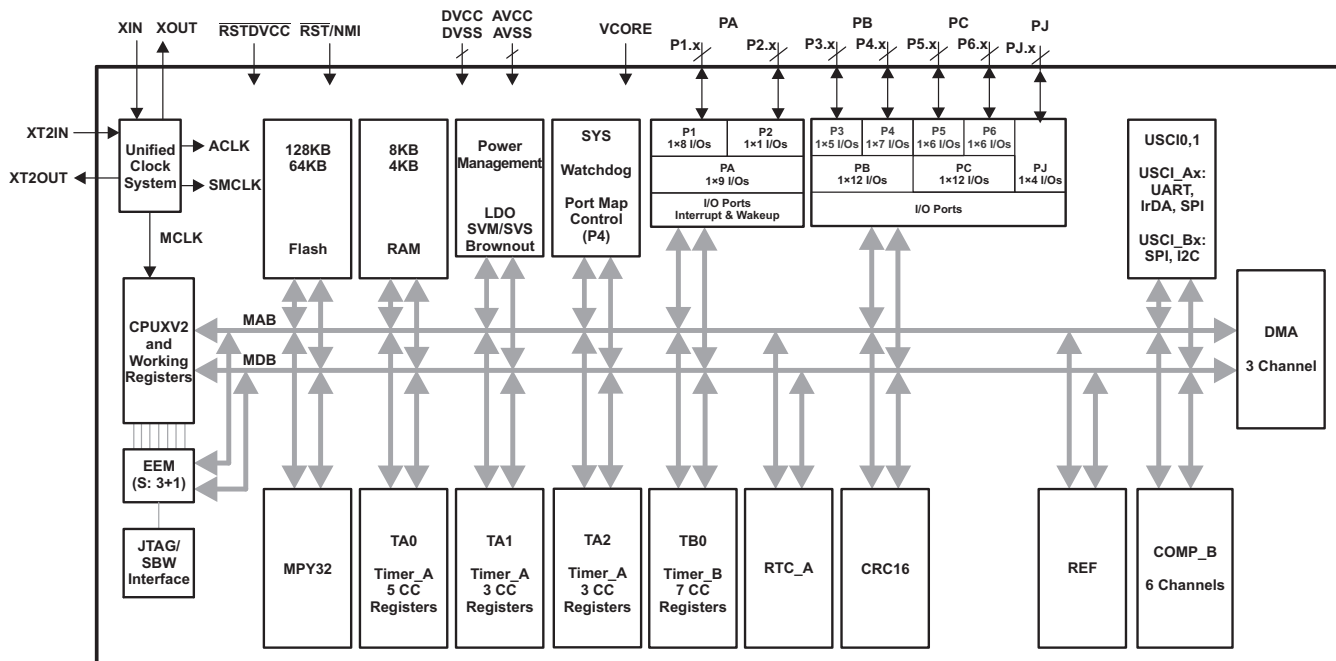 XIN
XOUT
RSTDVCC
RST/NMI
DVCC
DVSS
AVCC
AVSS
VCORE
PA
P1.x
P2.x
PB
P3.x
P4.x
PC
P5.x
P6.x
PJ
PJ.x
XT2IN
XT2OUT
Unified
Clock
System
ACLK
SMCLK
MCLK
128KB
64KB
Flash
8KB
4KB
RAM
Power
Management
LDO
SVM/SVS
Brownout
SYS
Watchdog
Port Map
Control
(P4)
P1
1×8 I/Os
P2
1×1 I/Os
PA
1×9 I/Os
I/O Ports
Interrupt & Wakeup
P3
1×5 I/Os
P4
1×7 I/Os
P5
1×6 I/Os
P6
1×6 I/Os
PB
1×12 I/Os
PC
1×12 I/Os
PJ
1×4 I/Os
I/O Ports
USCI0,1
USCI_Ax:
UART,
IrDA, SPI
USCI_Bx:
SPI, I2C
CPUXV2
and
Working
Registers
MAB
MDB
DMA
3 Channel
EEM
(S: 3+1)
JTAG/
SBW
Interface
MPY32
TA0
Timer_A
5 CC
Registers
TA1
Timer_A
3 CC
Registers
TA2
Timer_A
3 CC
Registers
TB0
Timer_B
7 CC
Registers
RTC_A
CRC16
REF
COMP_B
6 Channels